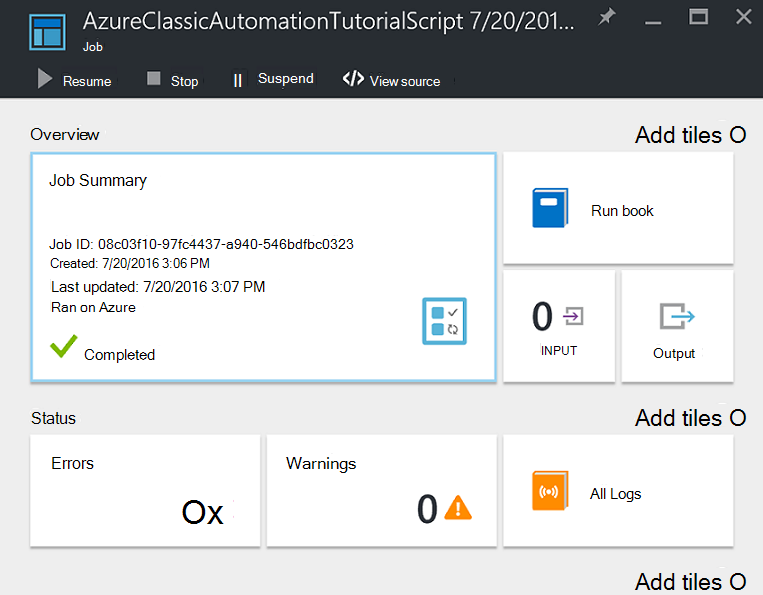 AzureClassicAutomationTutorialScript 7/20/201...
Job
Resume
Stop
Suspend
View source
Overview
Add tiles O
Job Summary
Job ID: 08c03f10-97fc4437-a940-546bdfbc0323
Created: 7/20/2016 3:06 PM
Last updated: 7/20/2016 3:07 PM
Ran on Azure
Completed
Run book
0
INPUT
Output
Status
Add tiles O
Errors
Ox
Warnings
0
All Logs
Add tiles O